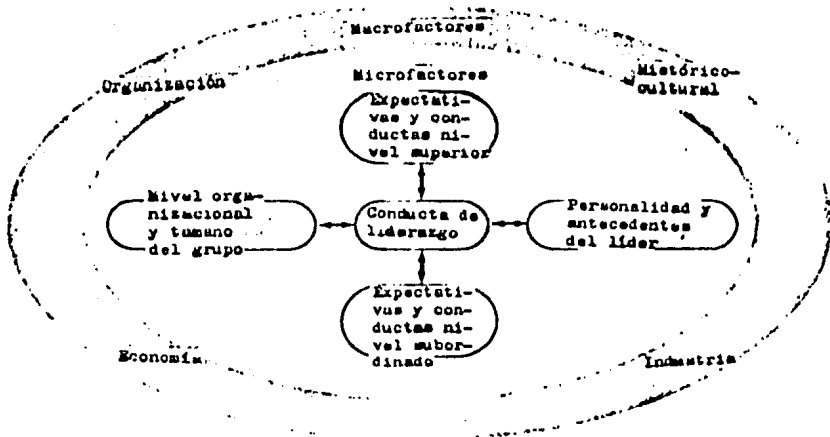 Macrofactores
Organización
Histórico-
cultural
Microfactores
Expectati-
vas y con-
ductas ni-
vel superior
Nivel orga-
nizacional
y tamano
del grupo
Conducta de
liderazgo
Personalidad y
antecedentes
del líder
Expectati-
vas y con-
ductas ni-
vel subor-
dinado
Economía
Industria